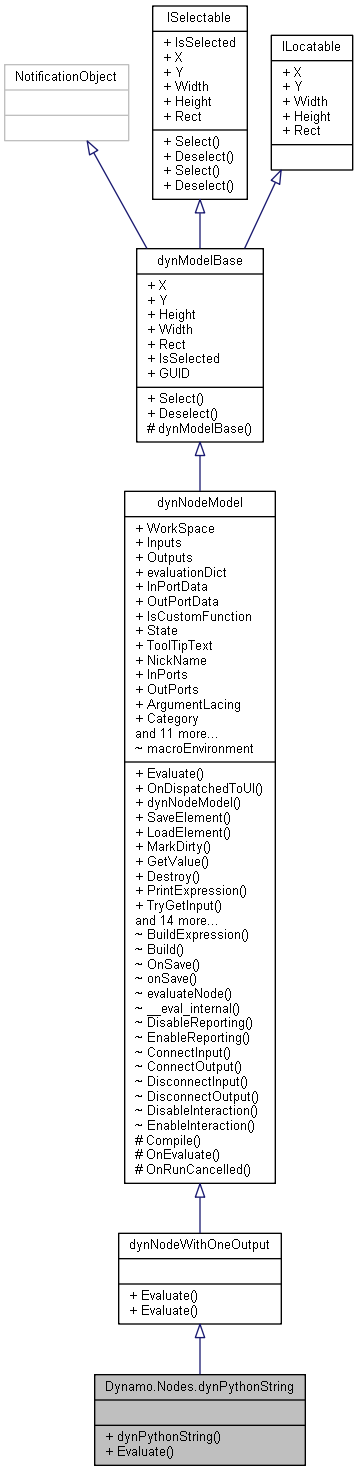 ISelectable
+ IsSelected
+ X
+ Y
+ Width
+ Height
+ Rect
+ Select()
+ Deselect()
+ Select()
+ Deselect()
ILocatable
+ X
+ Y
+ Width
+ Height
+ Rect
NotificationObject
dynModelBase
+ X
+ Y
+ Height
+ Width
+ Rect
+ IsSelected
+ GUID
+ Select()
+ Deselect()
# dynModelBase()
dynNodeModel
+ WorkSpace
+ Inputs
+ Outputs
+ evaluationDict
+ InPortData
+ OutPortData
+ IsCustomFunction
+ State
+ ToolTipText
+ NickName
+ InPorts
+ OutPorts
+ ArgumentLacing
+ Category
and 11 more...
~ macroEnvironment
+ Evaluate()
+ OnDispatchedToUI()
+ dynNodeModel()
+ SaveElement()
+ LoadElement()
+ MarkDirty()
+ GetValue()
+ Destroy()
+ PrintExpression()
+ TryGetInput()
and 14 more...
~ BuildExpression()
~ Build()
~ OnSave()
~ onSave()
~ evaluateNode()
~ __eval_internal()
~ DisableReporting()
~ EnableReporting()
~ ConnectInput()
~ ConnectOutput()
~ DisconnectInput()
~ DisconnectOutput()
~ DisableInteraction()
~ EnableInteraction()
# Compile()
# OnEvaluate()
# OnRunCancelled()
dynNodeWithOneOutput
+ Evaluate()
+ Evaluate()
Dynamo.Nodes.dynPythonString
+ dynPythonString()
+ Evaluate()